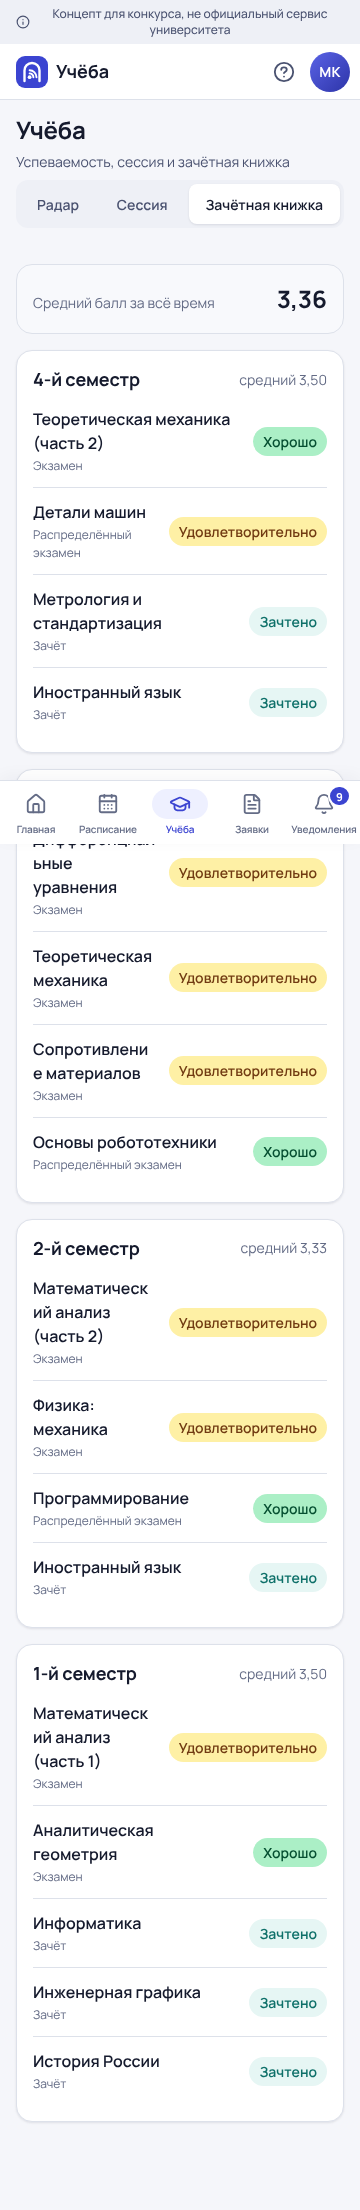 Концепт для конкурса, не официальный сервис
университета
Учёба
МК
Учёба
Успеваемость, сессия и зачётная книжка
Радар
Сессия
Зачётная книжка
Средний балл за всё время
3,36
4-й семестр
средний 3,50
Теоретическая механика
(часть 2)
Экзамен
Хорошо
Детали машин
Распределённый
экзамен
Удовлетворительно
Метрология и
стандартизация
Зачёт
Зачтено
Иностранный язык
Зачёт
Зачтено
Главная
Расписание
Учёба
Заявки
9
Уведомления
ьные
уравнения
Экзамен
Удовлетворительно
Теоретическая
механика
Экзамен
Удовлетворительно
Сопротивлени
е материалов
Экзамен
Удовлетворительно
Основы робототехники
Распределённый экзамен
Хорошо
2-й семестр
средний 3,33
Математическ
ий анализ
(часть 2)
Экзамен
Удовлетворительно
Физика:
механика
Экзамен
Удовлетворительно
Программирование
Распределённый экзамен
Хорошо
Иностранный язык
Зачёт
Зачтено
1-й семестр
средний 3,50
Математическ
ий анализ
(часть 1)
Экзамен
Удовлетворительно
Аналитическая
геометрия
Экзамен
Хорошо
Информатика
Зачёт
Зачтено
Инженерная графика
Зачёт
Зачтено
История России
Зачёт
Зачтено